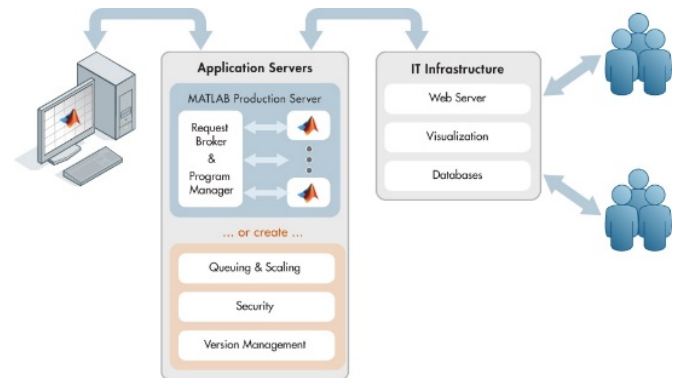 Application Servers
MATLAB Production Server
Request
Broker
&
Program
Manager
... or create ...
Queuing & Scaling
Security
Version Management
IT Infrastructure
Web Server
Visualization
Databases